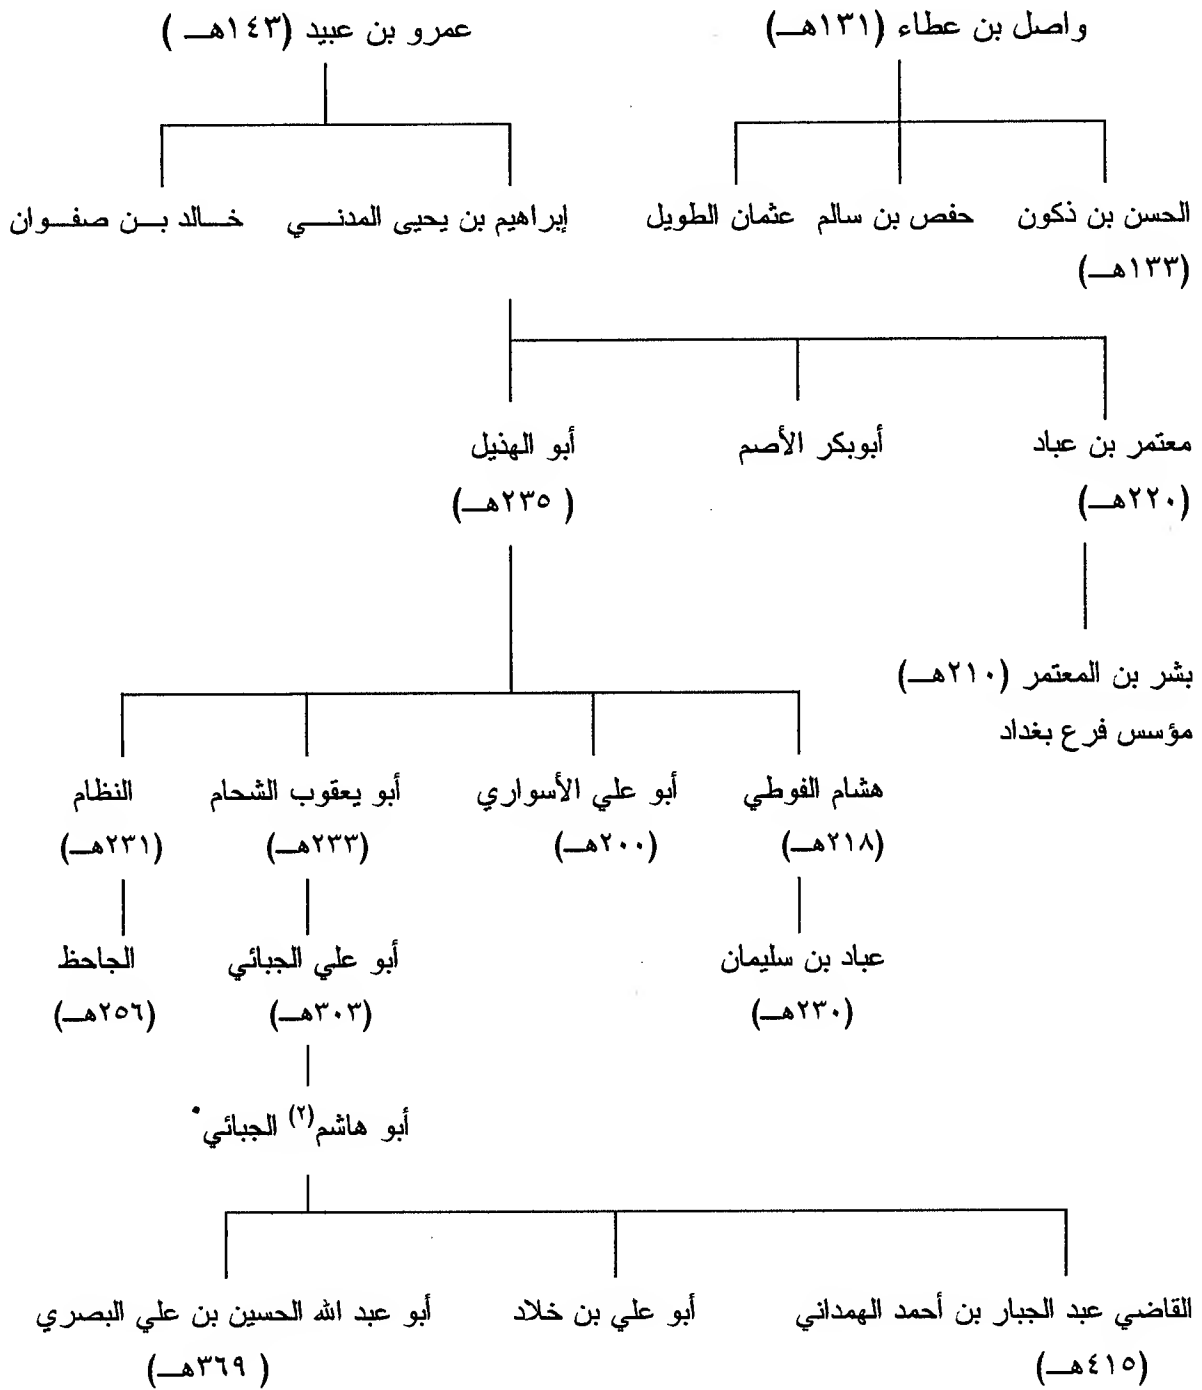 واصل بن عطاء (١٣١هـ) عمرو بن عبيد (١٤٣هـ )
الحسن بن ذكون حفص بن سالم عثمان الطويل إبراهيم بن يحيى المدنـــي خـــالد بـــن صفـــوان
(١٣٣هـ)
معتمر بن عباد أبوبكر الأصم أبو الهذيل
(٢٢٠هـ) ( ٢٣٥هـ)
بشر بن المعتمر (٢١٠هـ)
مؤسس فرع بغداد
هشام الفوطي أبو علي الأسواري أبو يعقوب الشحام النظام
(٢١٨هـ) (٢٠٠هـ) (٢٣٣هـ) (٢٣١هـ)
عباد بن سليمان أبو علي الجبائي الجاحظ
(٢٣٠هـ) (٣٠٣هـ) (٢٥٦هـ)
أبو هاشم(٢) الجبائي•
القاضي عبد الجبار بن أحمد الهمداني أبو علي بن خلاد أبو عبد الله الحسين بن علي البصري
(٤١٥هـ) ( ٣٦٩هـ)